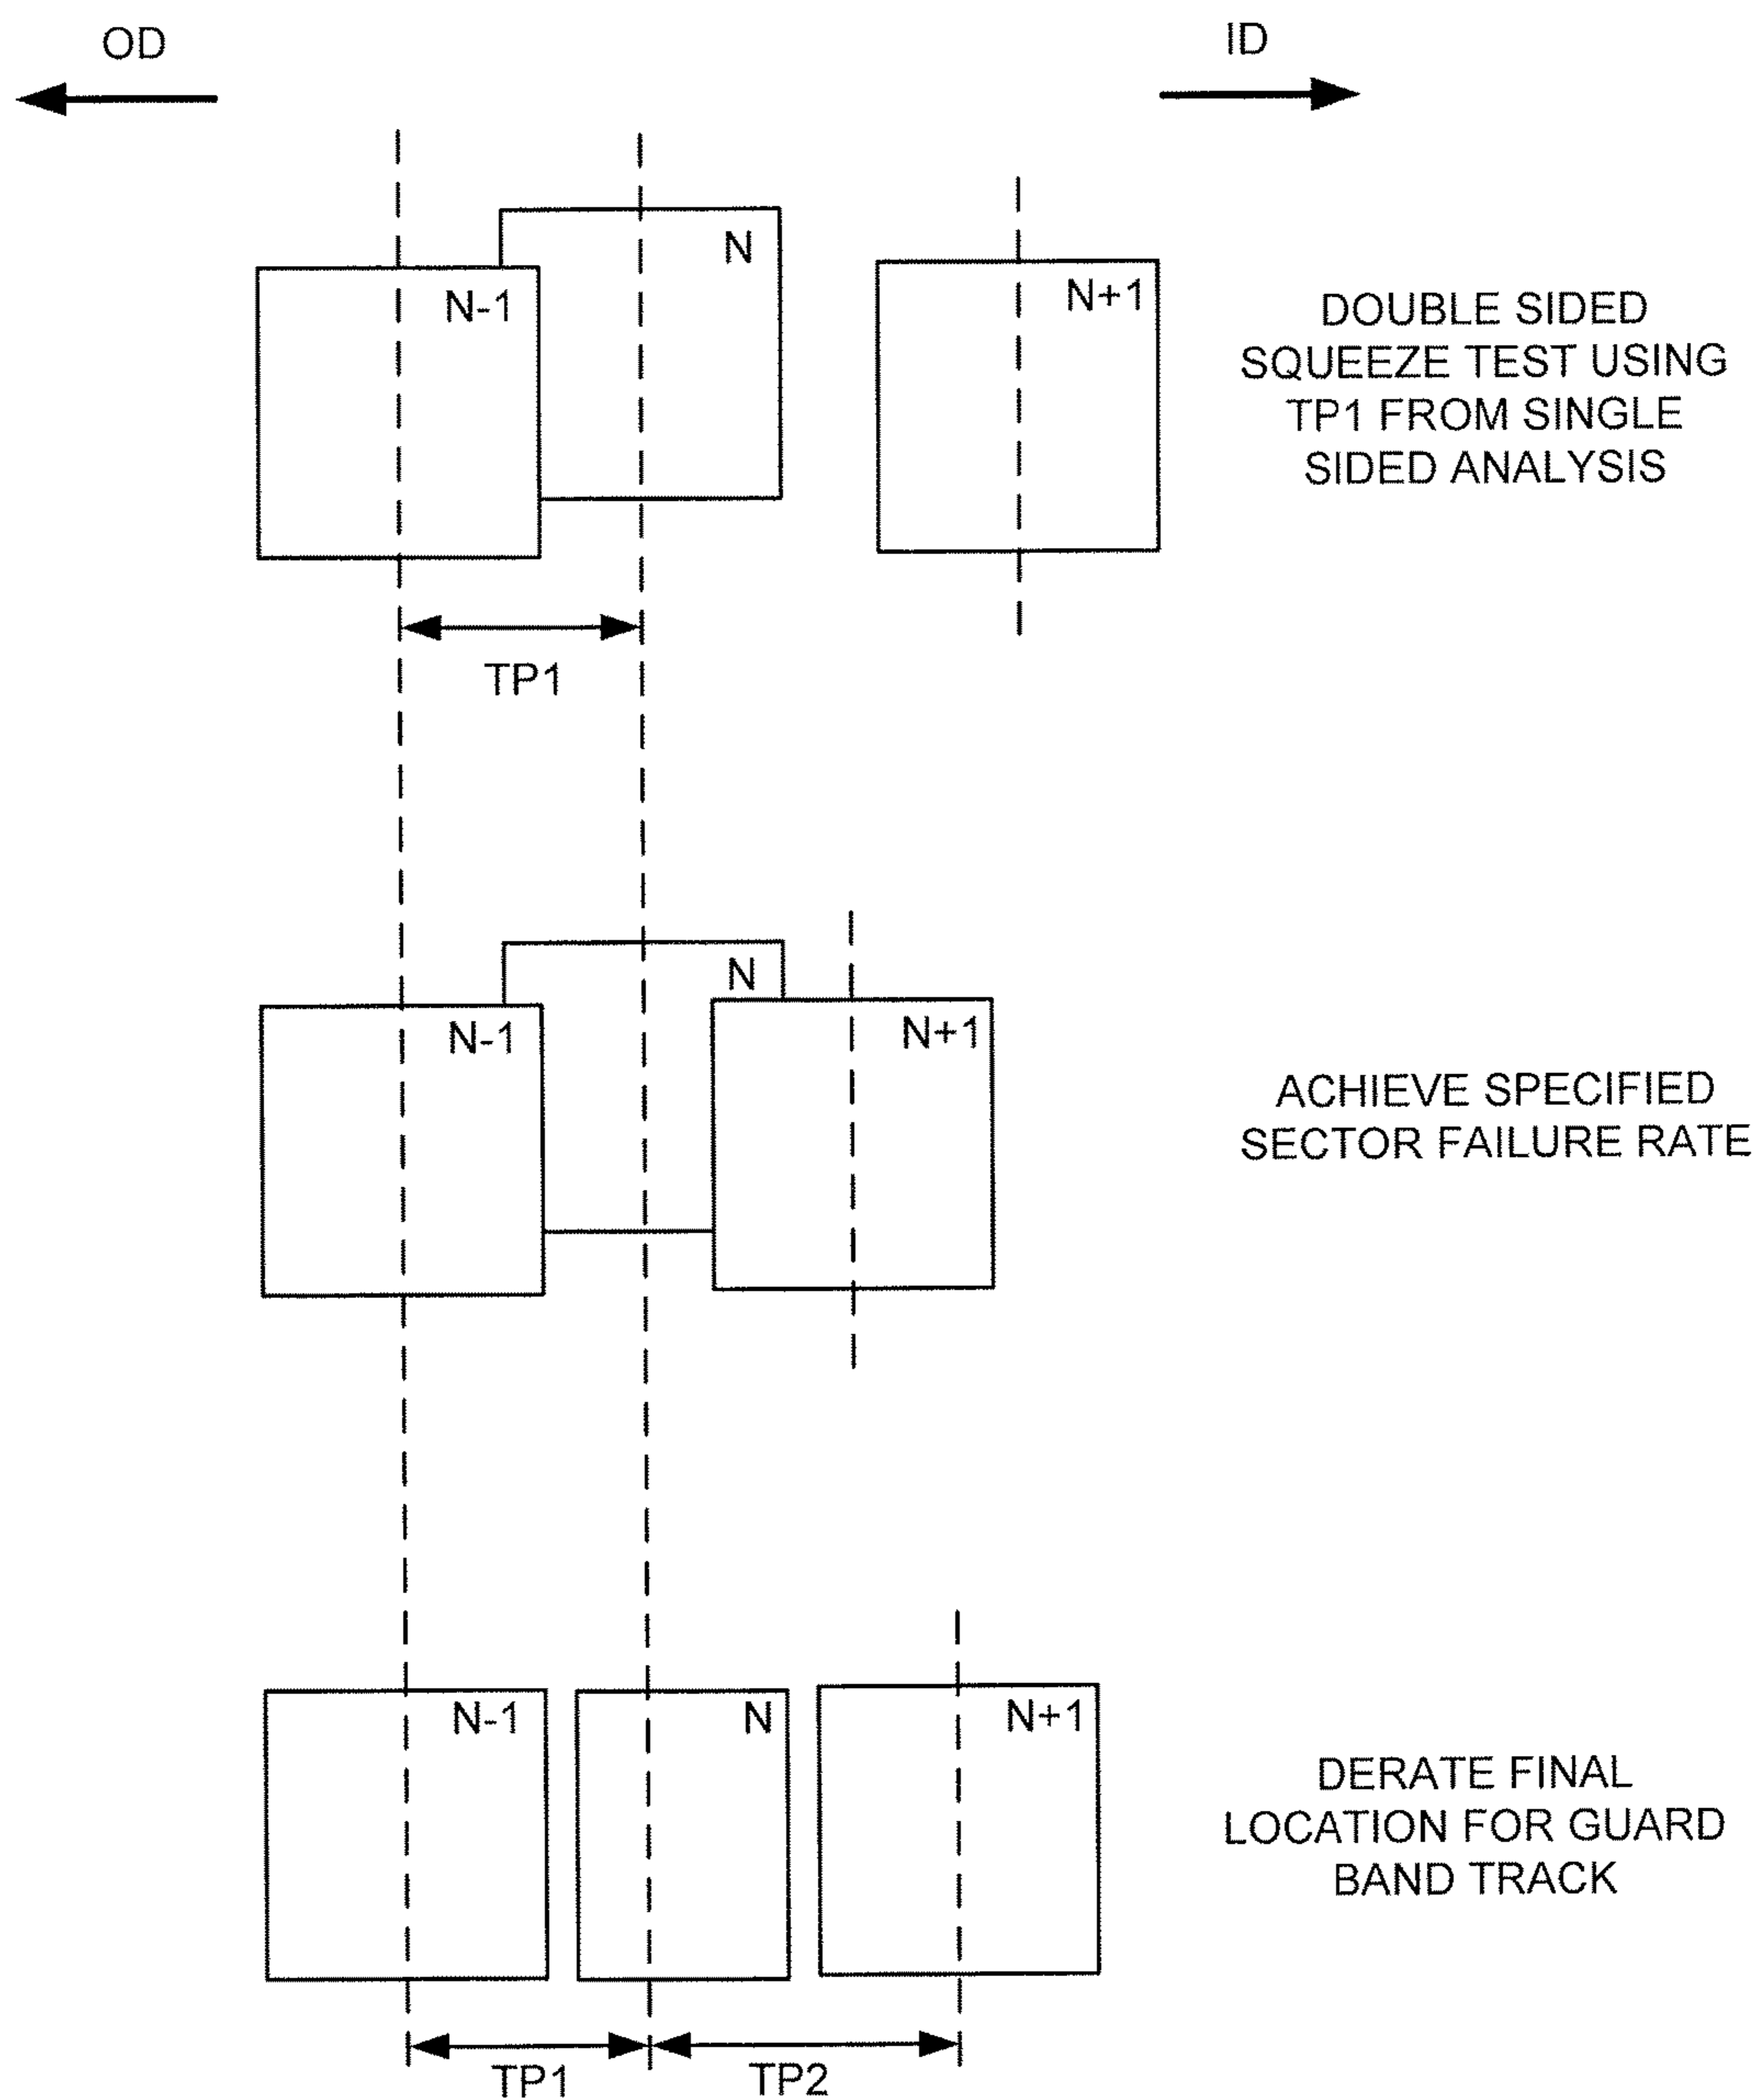 OD
ID
N-1
N
N+1
DOUBLE SIDED
SQUEEZE TEST USING
TP1 FROM SINGLE
SIDED ANALYSIS
TP1
N-1
N
N+1
ACHIEVE SPECIFIED
SECTOR FAILURE RATE
N-1
N
N+1
DERATE FINAL
LOCATION FOR GUARD
BAND TRACK
TP1
TP2